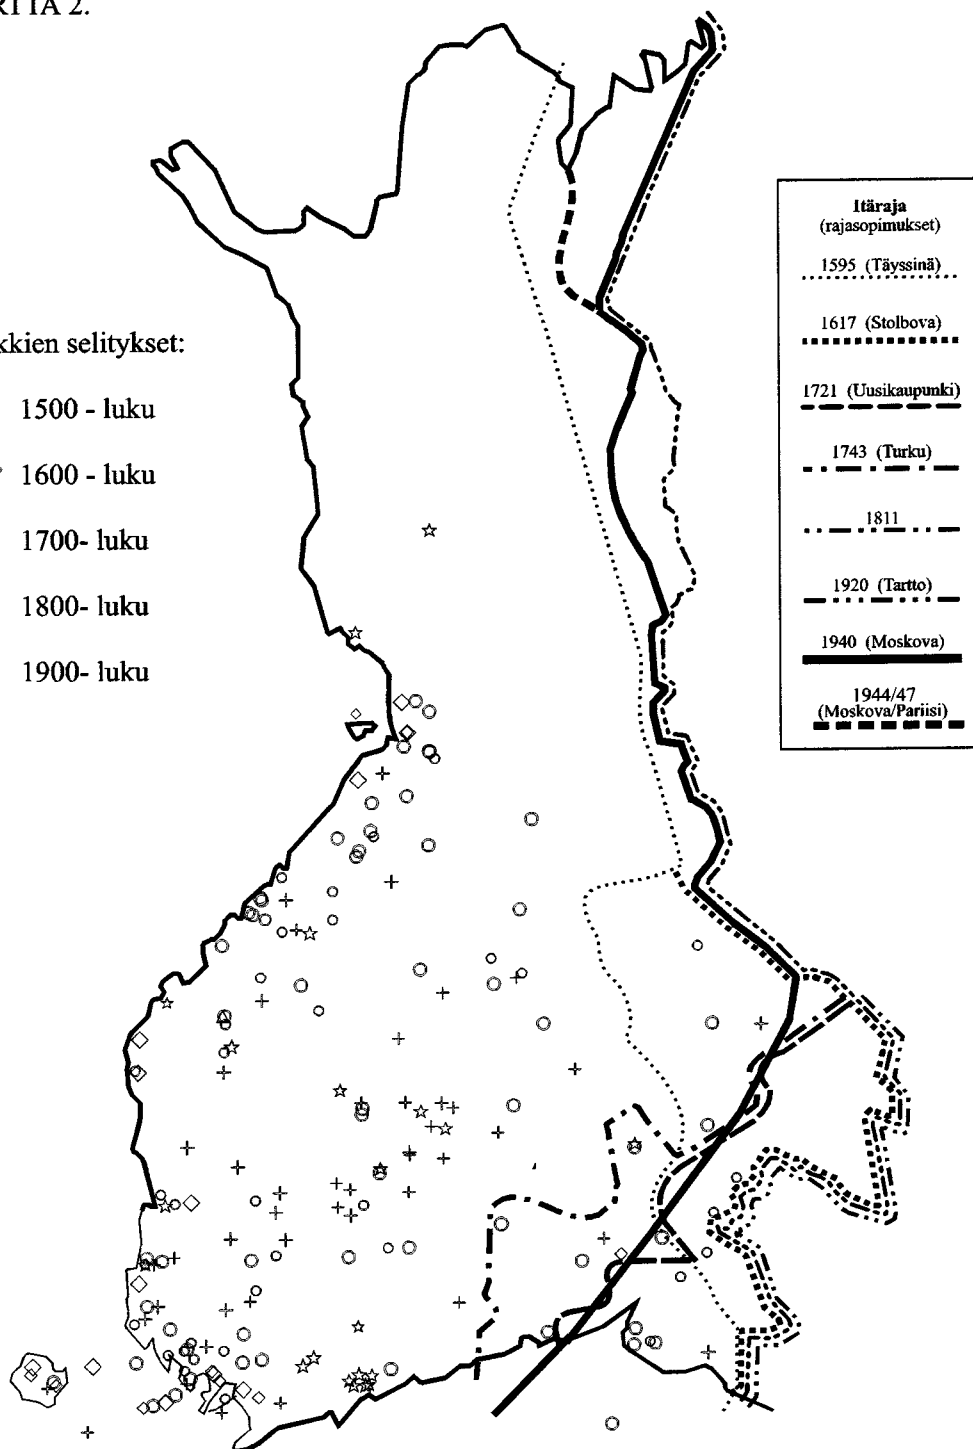 RTTA 2.
Itäraja
(rajasopimukset)
1595 (Täyssinä)
1617 (Stolbova)
1721 (Uusikaupunki)
1743 (Turku)
1811
1920 (Tartto)
1940 (Moskova)
1944/47
(Moskova/Pariisi)
kkien selitykset:
1500 - luku
1600 - luku
1700- luku
1800- luku
1900- luku